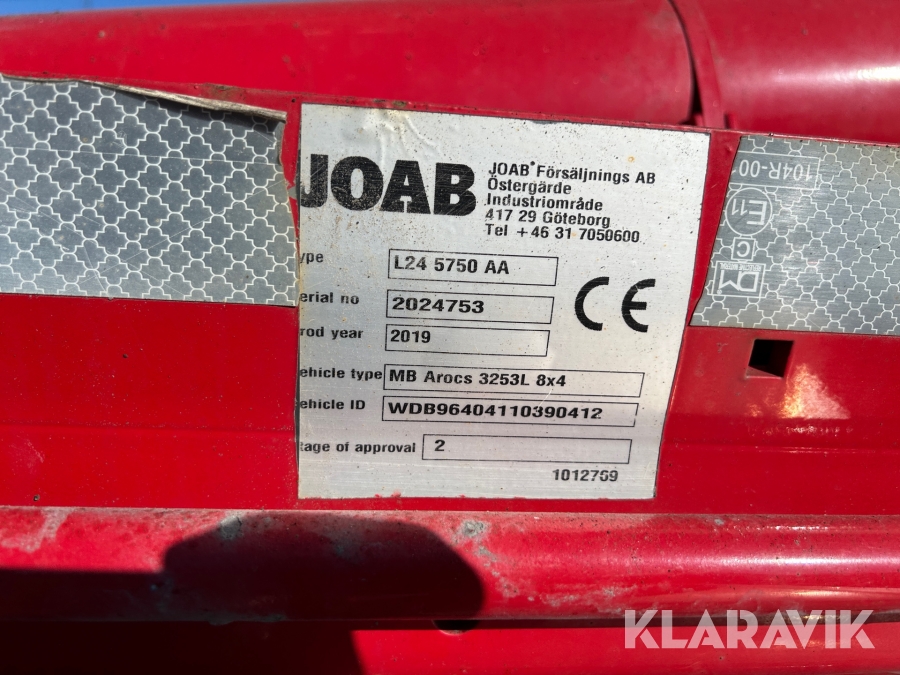 JOAB
JOAB® Försäljnings AB
Östergärde
Industriområde
417 29 Göteborg
Tel + 46 31 7050600
ype L24 5750 AA
erial no 2024753
rod year 2019
ehicle type MB Arocs 3253L 8x4
ehicle ID WDB96404110390412
tage of approval 2
1012759
CE
104R-00
E11
C
DM
KLARAVIK